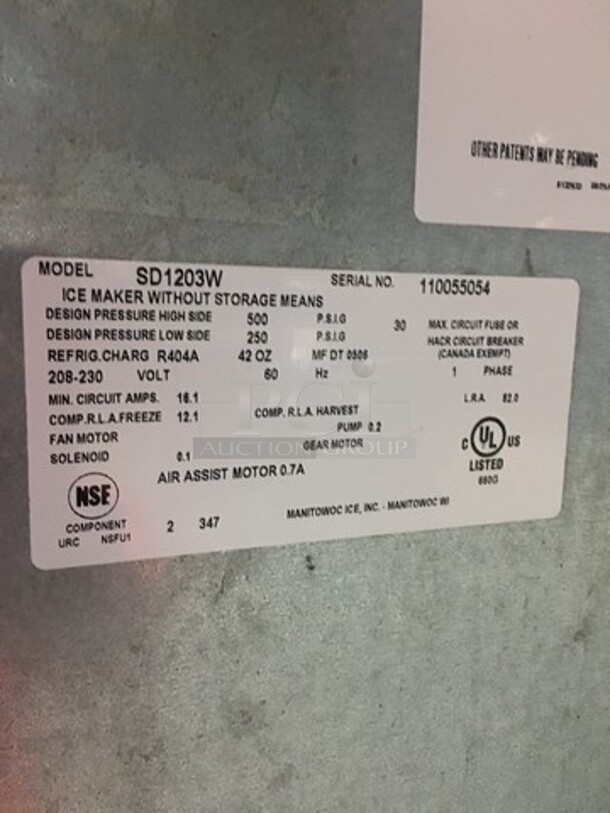 OTHER PATENTS MAY BE PENDING
MODEL SD1203W SERIAL NO. 110055054
ICE MAKER WITHOUT STORAGE MEANS
DESIGN PRESSURE HIGH SIDE 500 P.S.I.G 30 MAX. CIRCUIT FUSE OR
DESIGN PRESSURE LOW SIDE 250 P.S.I.G HACR CIRCUIT BREAKER
REFRIG.CHARG R404A 42 OZ MF DT 0506 (CANADA EXEMPT)
208-230 VOLT 60 Hz 1 PHASE
MIN. CIRCUIT AMPS. 16.1 L.R.A. 82.0
COMP.R.L.A.FREEZE 12.1 COMP. R.L.A. HARVEST
FAN MOTOR PUMP 0.2
SOLENOID 0.1 GEAR MOTOR
AIR ASSIST MOTOR 0.7A
C UL US
LISTED
660G
NSF
COMPONENT 2 347 MANITOWOC ICE, INC. - MANITOWOC WI
URC NSFU1
PCI
AUCTION GROUP